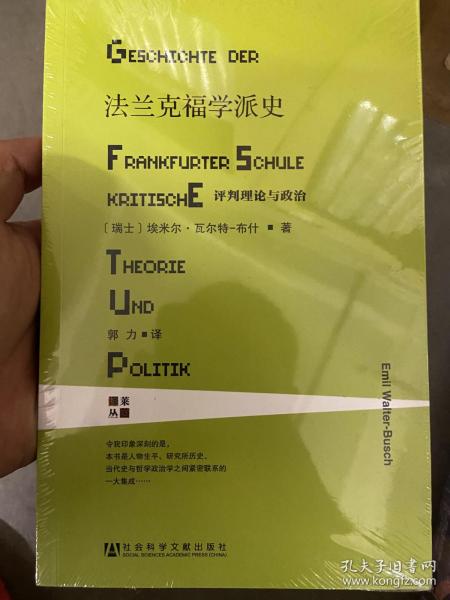 GESCHICHTE DER
法兰克福学派史
FRANKFURTER SCHULE
KRITISCHE 评判理论与政治
〔瑞士〕埃米尔·瓦尔特-布什 ■ 著
THEORIE
UND
郭 力 ■ 译
POLITIK
莱
丛
Emil Walter-Busch
令我印象深刻的是，
本书是人物生平、研究所历史、
当代史与哲学政治学之间紧密联系的
一大集成……
社会科学文献出版社
SOCIAL SCIENCES ACADEMIC PRESS (CHINA)
孔夫子旧书网
www.kongfz.com